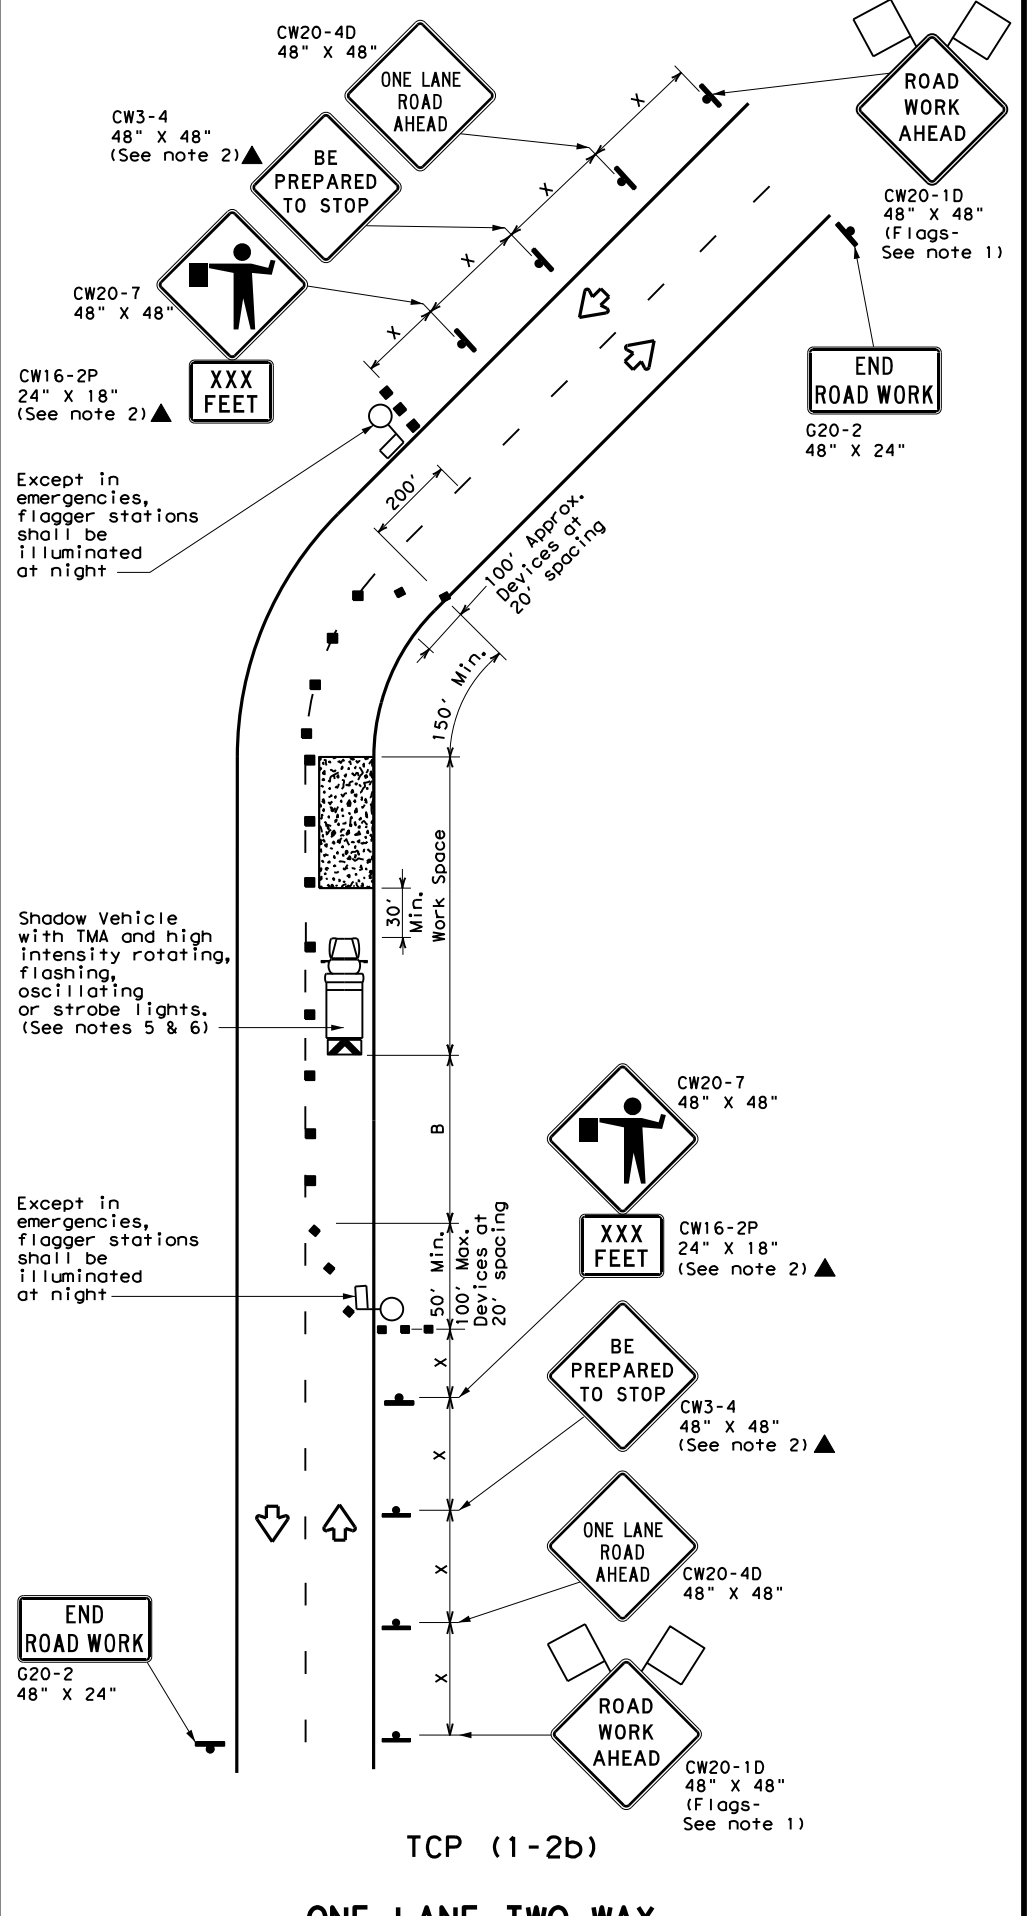 CW20-4D
48" X 48"
ONE LANE
ROAD
AHEAD
ROAD
WORK
AHEAD
CW20-1D
48" X 48"
(Flags-
See note 1)
CW3-4
48" X 48"
(See note 2)
BE
PREPARED
TO STOP
X
X
X
X
CW20-7
48" X 48"
XXX
FEET
CW16-2P
24" X 18"
(See note 2)
END
ROAD WORK
G20-2
48" X 24"
Except in
emergencies,
flagger stations
shall be
illuminated
at night
200'
100' Approx.
Devices at
20' spacing
150' Min.
Work Space
30'
Min.
Shadow Vehicle
with TMA and high
intensity rotating,
flashing,
oscillating
or strobe lights.
(See notes 5 & 6)
B
CW20-7
48" X 48"
XXX
FEET
CW16-2P
24" X 18"
(See note 2)
Except in
emergencies,
flagger stations
shall be
illuminated
at night
50' Min.
100' Max.
Devices at
20' spacing
X
BE
PREPARED
TO STOP
CW3-4
48" X 48"
(See note 2)
X
ONE LANE
ROAD
AHEAD
CW20-4D
48" X 48"
X
END
ROAD WORK
G20-2
48" X 24"
X
ROAD
WORK
AHEAD
CW20-1D
48" X 48"
(Flags-
See note 1)
TCP (1-2b)
ONE LANE TWO WAY